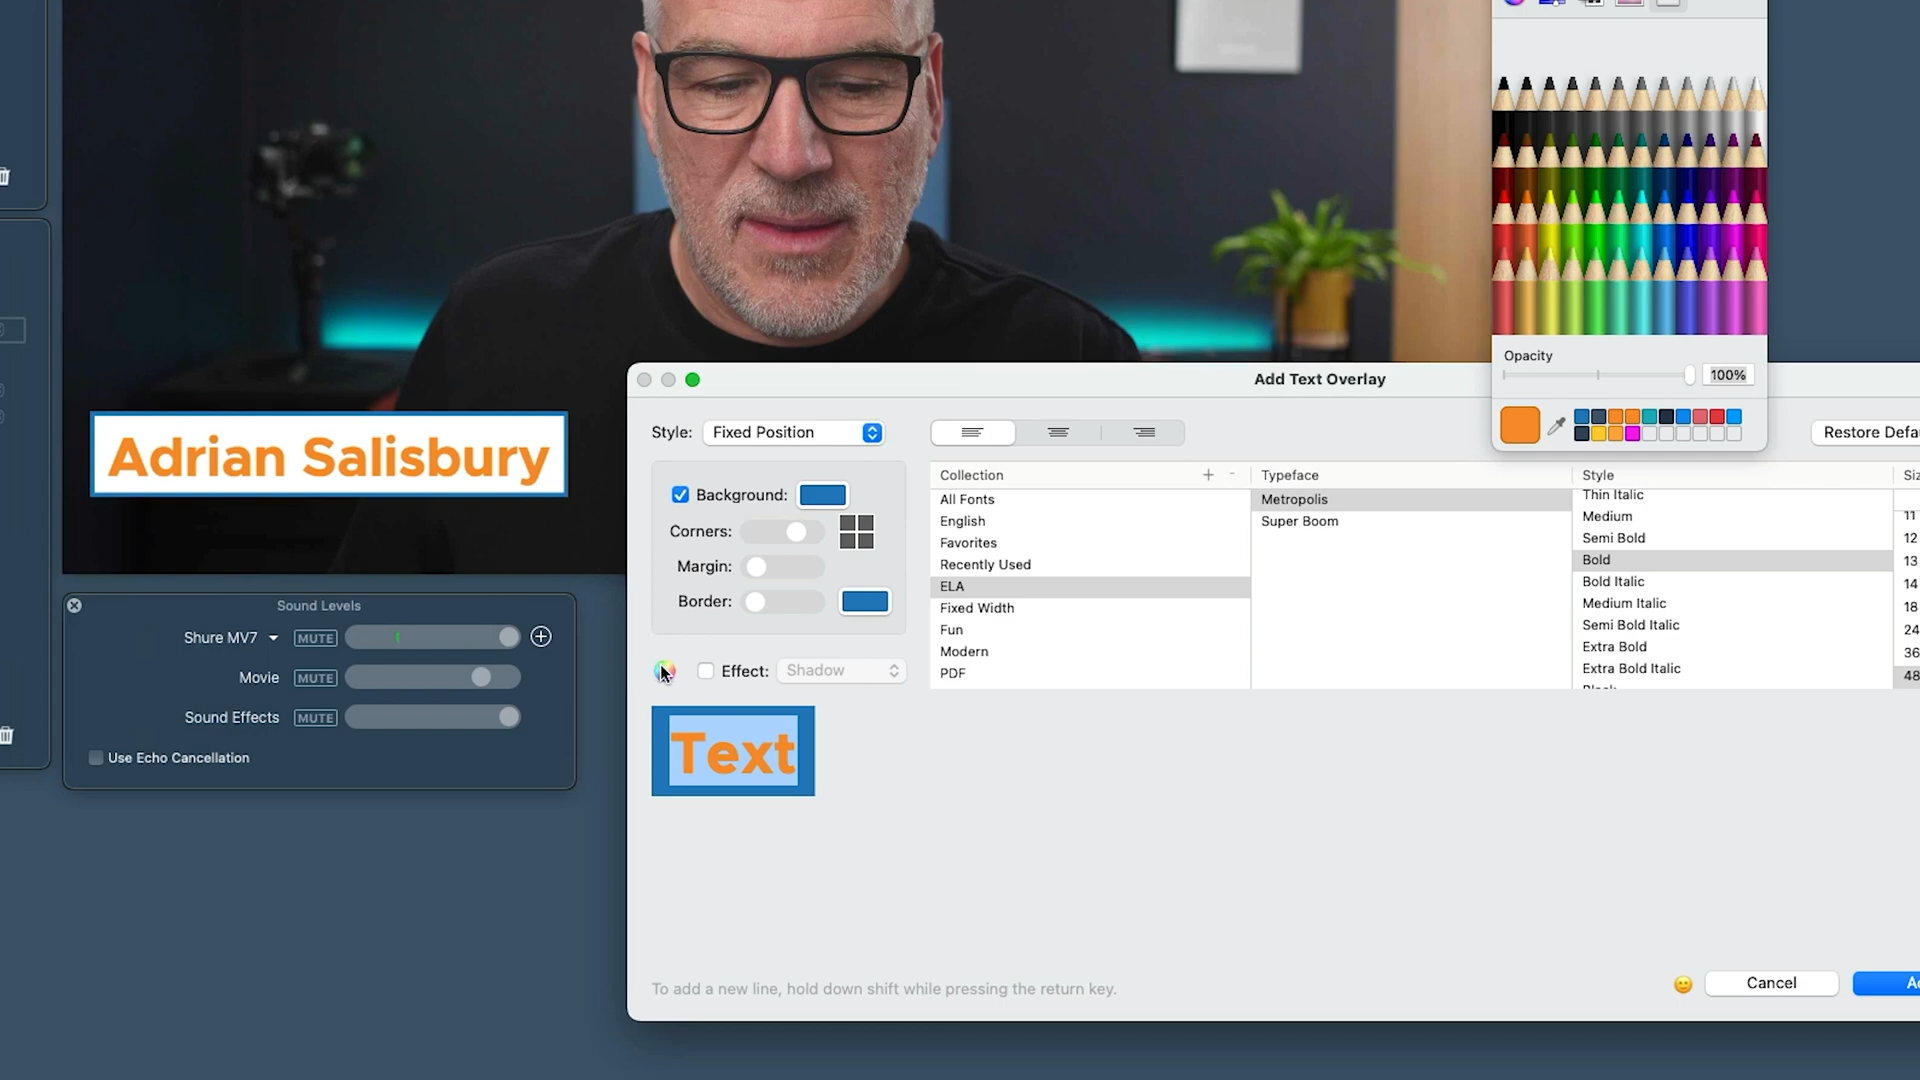 Opacity
100%
Add Text Overlay
Style:
Fixed Position
Restore Defau
Adrian Salisbury
Background:
Corners:
Margin:
Border:
Effect:
Shadow
Collection
+
-
All Fonts
English
Favorites
Recently Used
ELA
Fixed Width
Fun
Modern
PDF
Typeface
Metropolis
Super Boom
Style
Thin Italic
Medium
Semi Bold
Bold
Bold Italic
Medium Italic
Semi Bold Italic
Extra Bold
Extra Bold Italic
Siz
11
12
13
14
18
24
36
48
Text
Sound Levels
Shure MV7
MUTE
Movie
MUTE
Sound Effects
MUTE
Use Echo Cancellation
To add a new line, hold down shift while pressing the return key.
Cancel